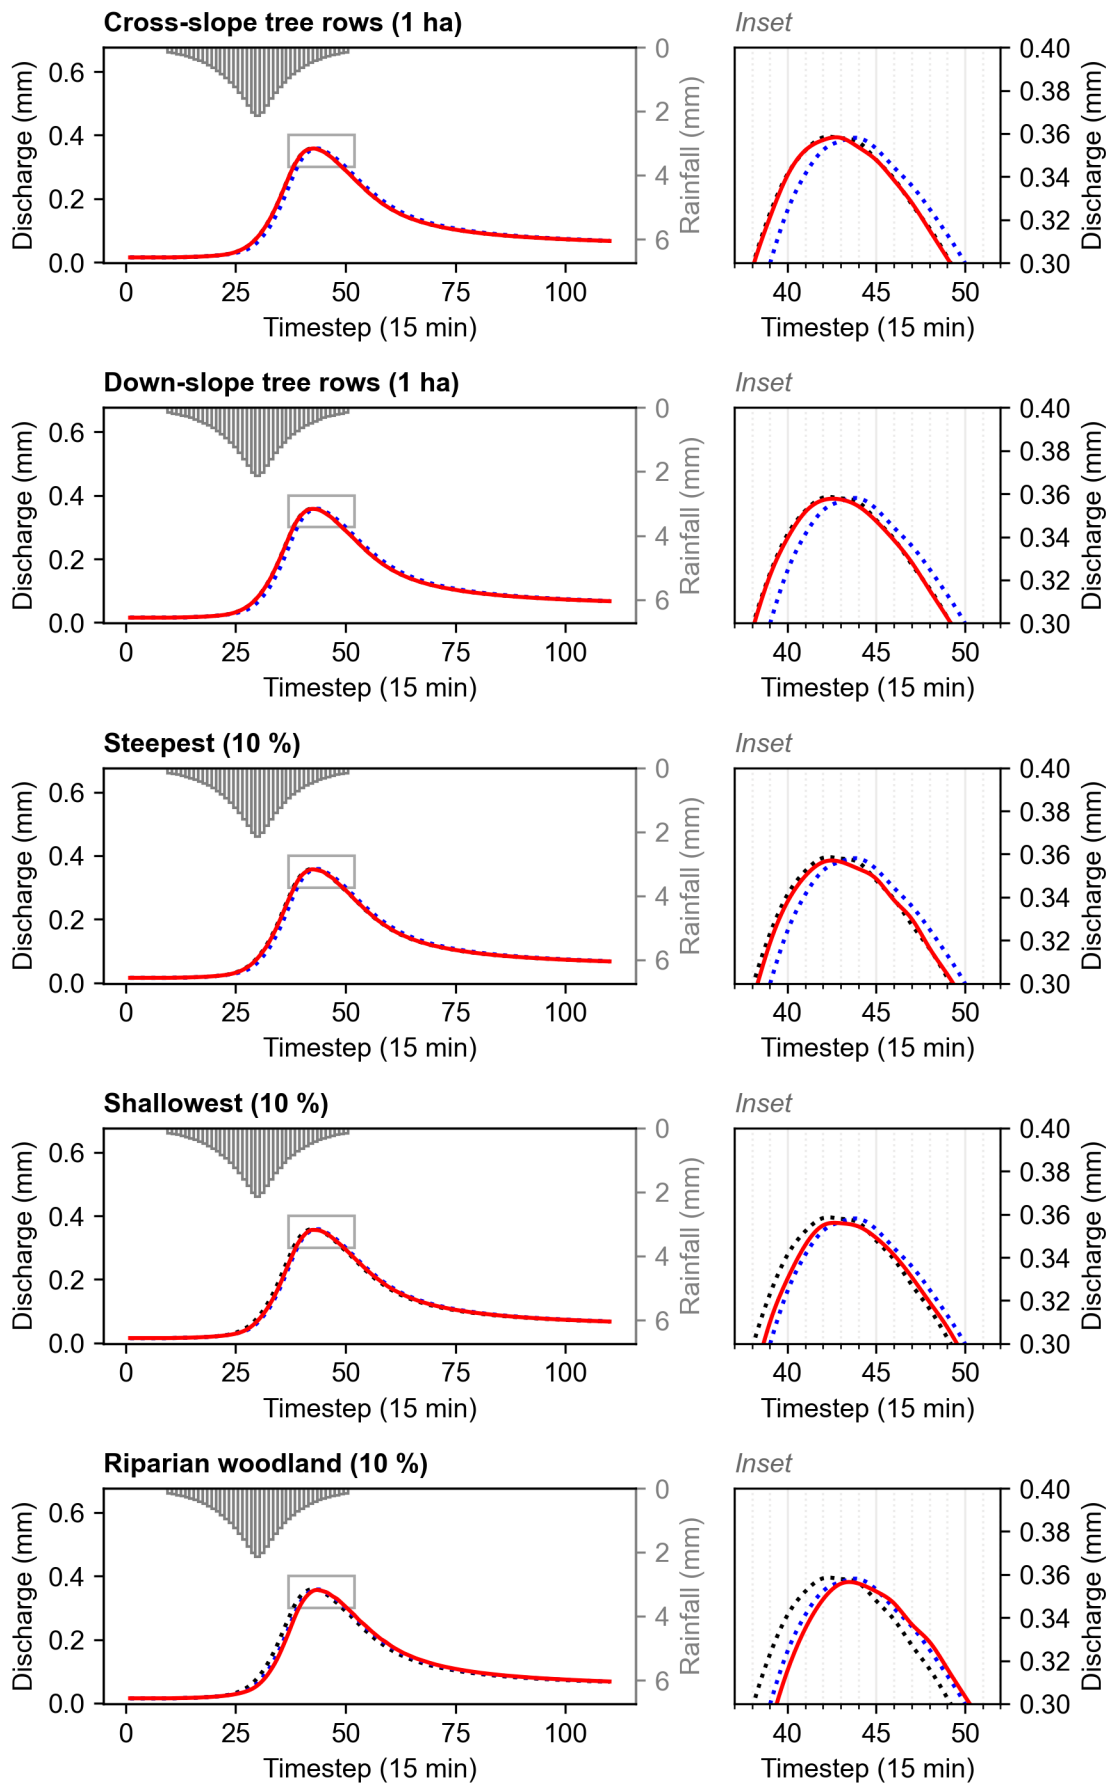 Cross-slope tree rows (1 ha)
Inset
Discharge (mm)
0.6
0.4
0.2
0.0
0
2
4
6
Rainfall (mm)
0.40
0.38
0.36
0.34
0.32
0.30
Discharge (mm)
0 25 50 75 100
40 45 50
Timestep (15 min)
Timestep (15 min)
Down-slope tree rows (1 ha)
Inset
Discharge (mm)
0.6
0.4
0.2
0.0
0
2
4
6
Rainfall (mm)
0.40
0.38
0.36
0.34
0.32
0.30
Discharge (mm)
0 25 50 75 100
40 45 50
Timestep (15 min)
Timestep (15 min)
Steepest (10 %)
Inset
Discharge (mm)
0.6
0.4
0.2
0.0
0
2
4
6
Rainfall (mm)
0.40
0.38
0.36
0.34
0.32
0.30
Discharge (mm)
0 25 50 75 100
40 45 50
Timestep (15 min)
Timestep (15 min)
Shallowest (10 %)
Inset
Discharge (mm)
0.6
0.4
0.2
0.0
0
2
4
6
Rainfall (mm)
0.40
0.38
0.36
0.34
0.32
0.30
Discharge (mm)
0 25 50 75 100
40 45 50
Timestep (15 min)
Timestep (15 min)
Riparian woodland (10 %)
Inset
Discharge (mm)
0.6
0.4
0.2
0.0
0
2
4
6
Rainfall (mm)
0.40
0.38
0.36
0.34
0.32
0.30
Discharge (mm)
0 25 50 75 100
40 45 50
Timestep (15 min)
Timestep (15 min)